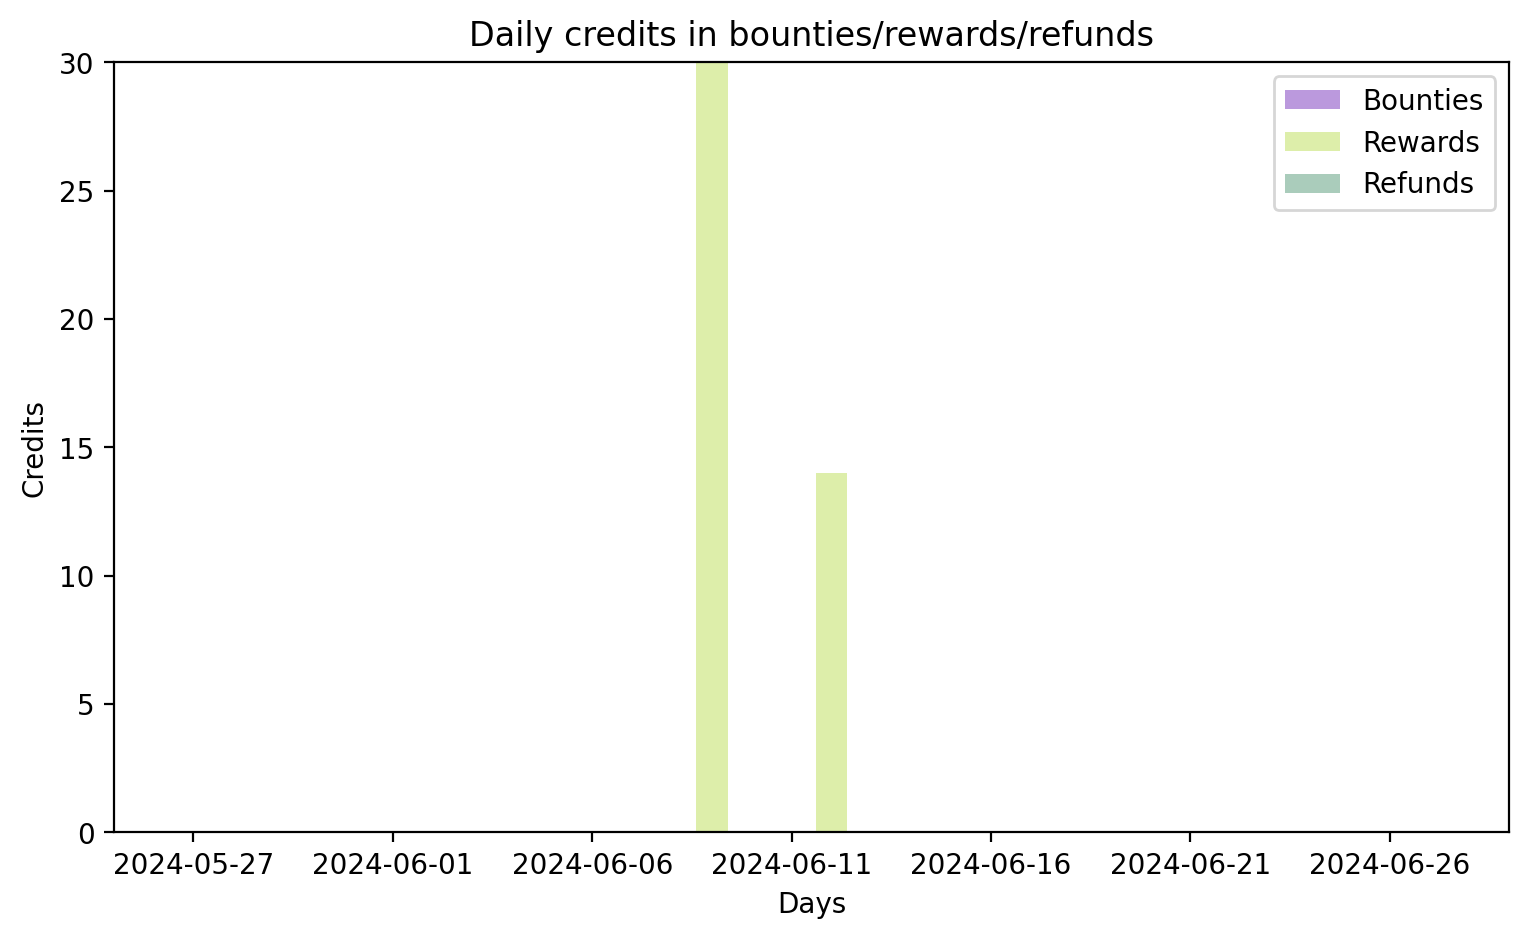 Daily credits in bounties/rewards/refunds
30
25
20
15
10
5
0
Credits
Bounties
Rewards
Refunds
2024-05-27 2024-06-01 2024-06-06 2024-06-11 2024-06-16 2024-06-21 2024-06-26
Days